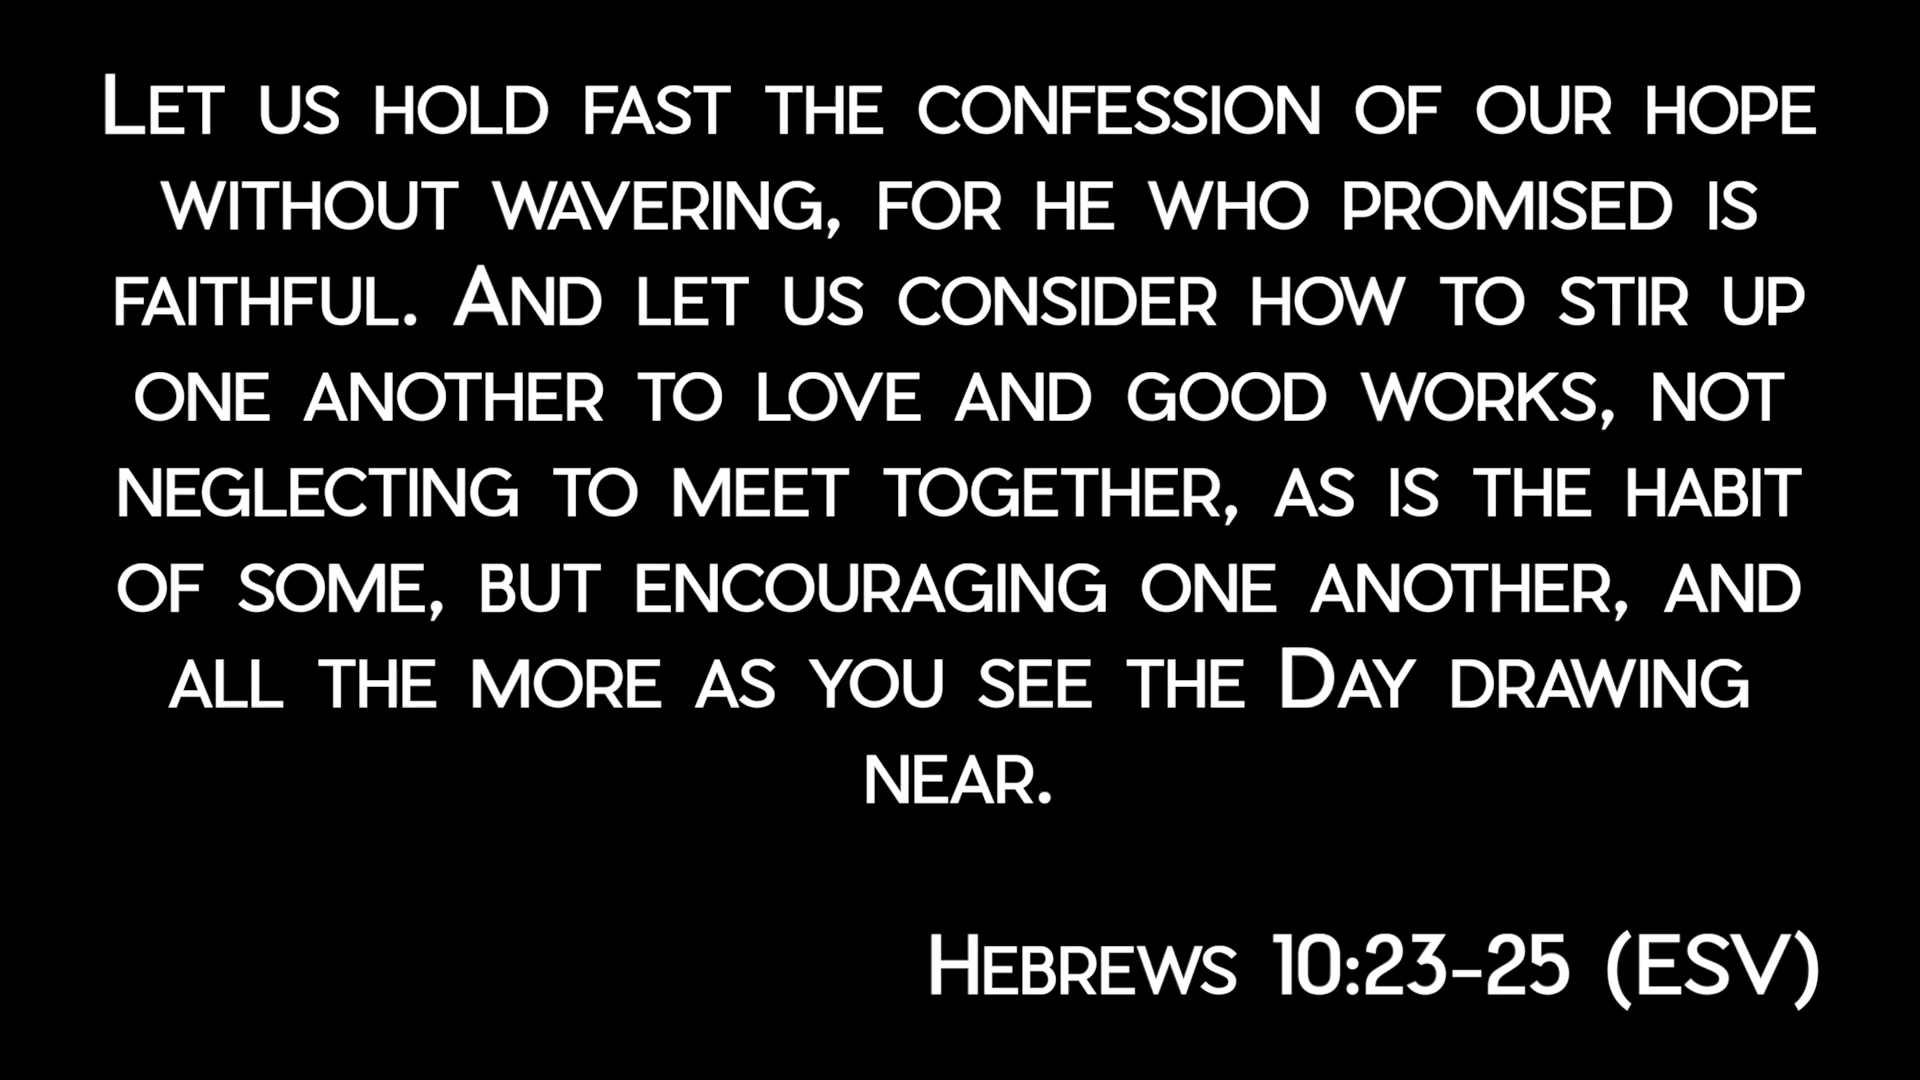 Let us hold fast the confession of our hope
without wavering, for he who promised is
faithful. And let us consider how to stir up
one another to love and good works, not
neglecting to meet together, as is the habit
of some, but encouraging one another, and
all the more as you see the Day drawing
near.
Hebrews 10:23-25 (ESV)